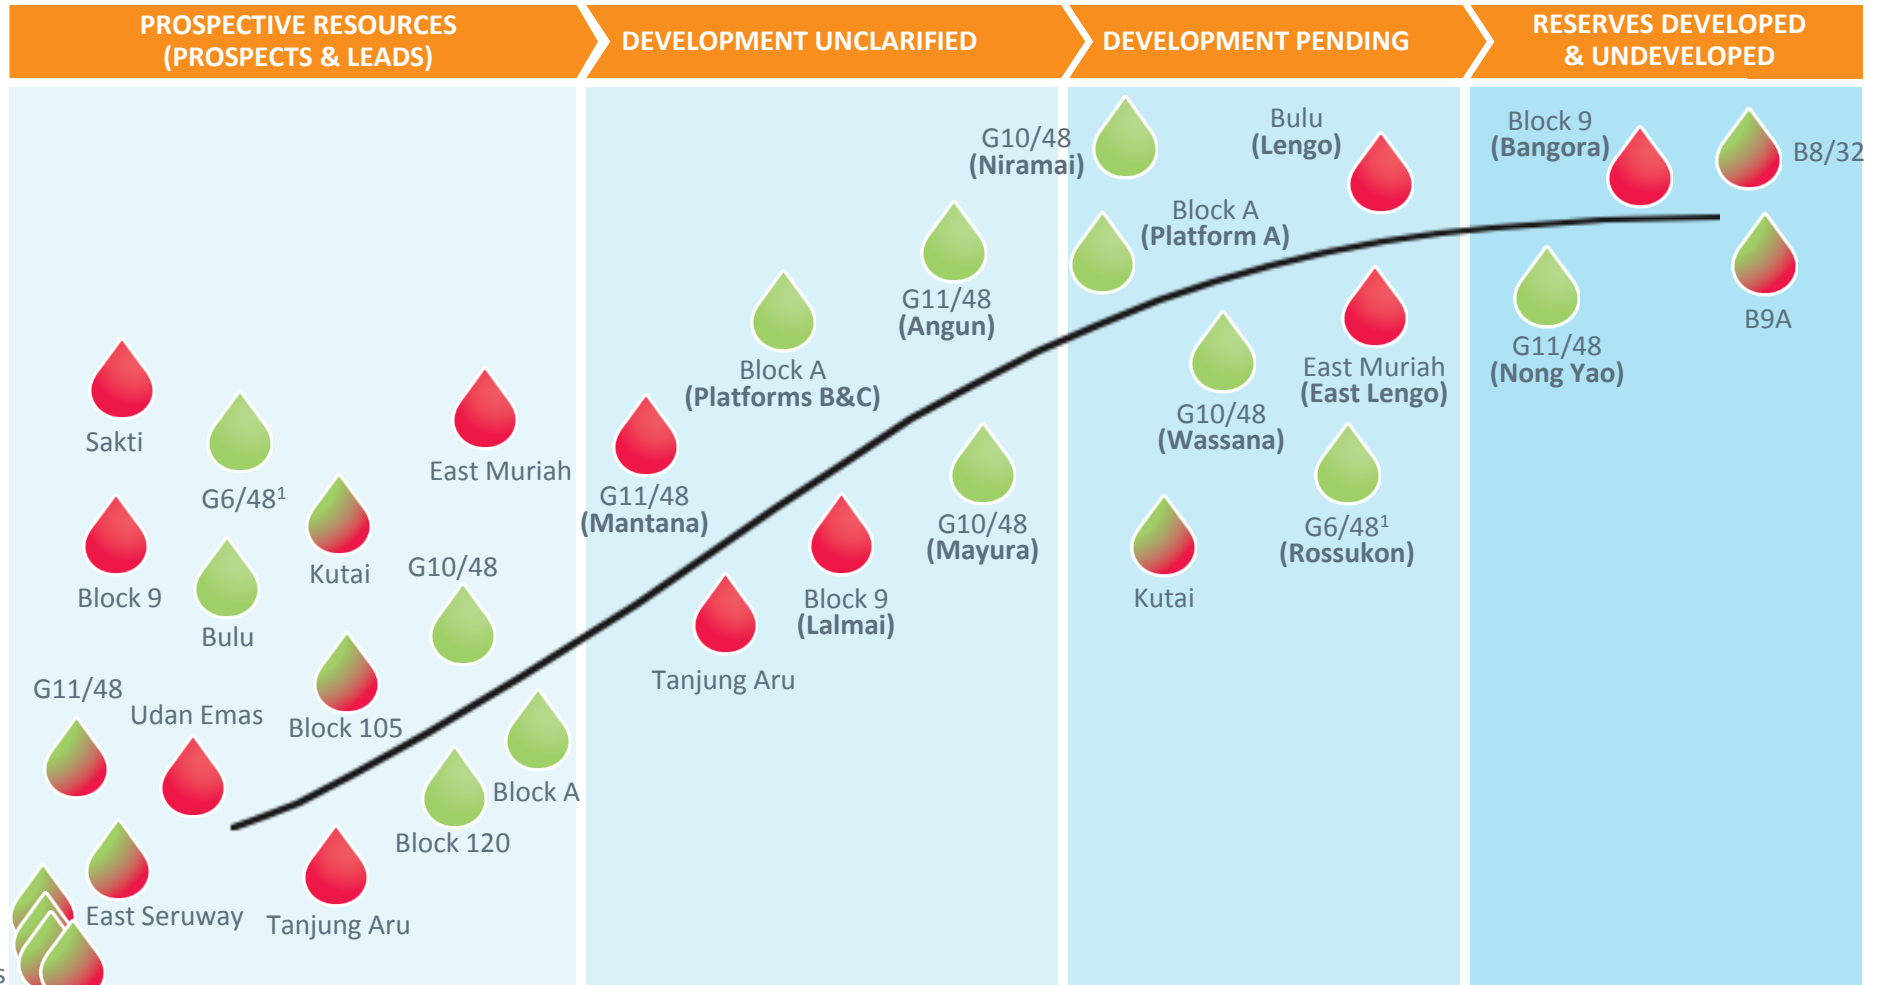 PROSPECTIVE RESOURCES
(PROSPECTS & LEADS)
DEVELOPMENT UNCLARIFIED
DEVELOPMENT PENDING
RESERVES DEVELOPED
& UNDEVELOPED
Sakti
G6/48¹
East Muriah
Block 9
Kutai
Bulu
G10/48
G11/48
Udan Emas
Block 105
Block A
Block 120
East Seruway
Tanjung Aru
s
G10/48
(Niramai)
G11/48
(Angun)
Block A
(Platforms B&C)
G11/48
(Mantana)
G10/48
(Mayura)
Block 9
(Lalmai)
Tanjung Aru
Bulu
(Lengo)
Block A
(Platform A)
East Muriah
(East Lengo)
G10/48
(Wassana)
G6/48¹
(Rossukon)
Kutai
Block 9
(Bangora)
B8/32
B9A
G11/48
(Nong Yao)